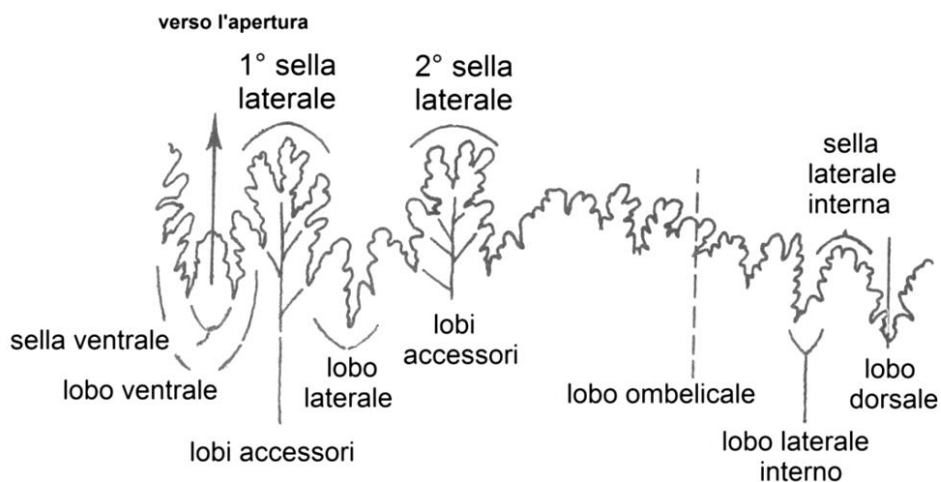 verso l'apertura
1° sella
laterale
2° sella
laterale
sella
laterale
interna
sella ventrale
lobo ventrale
lobi accessori
lobo
laterale
lobi
accessori
lobo ombelicale
lobo laterale
interno
lobo
dorsale